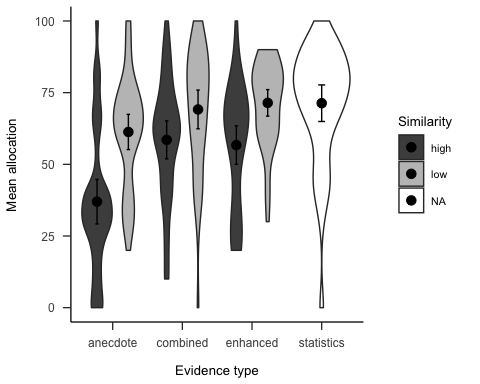 100
75
50
25
0
Mean allocation
anecdote combined enhanced statistics
Evidence type
Similarity
high
low
NA